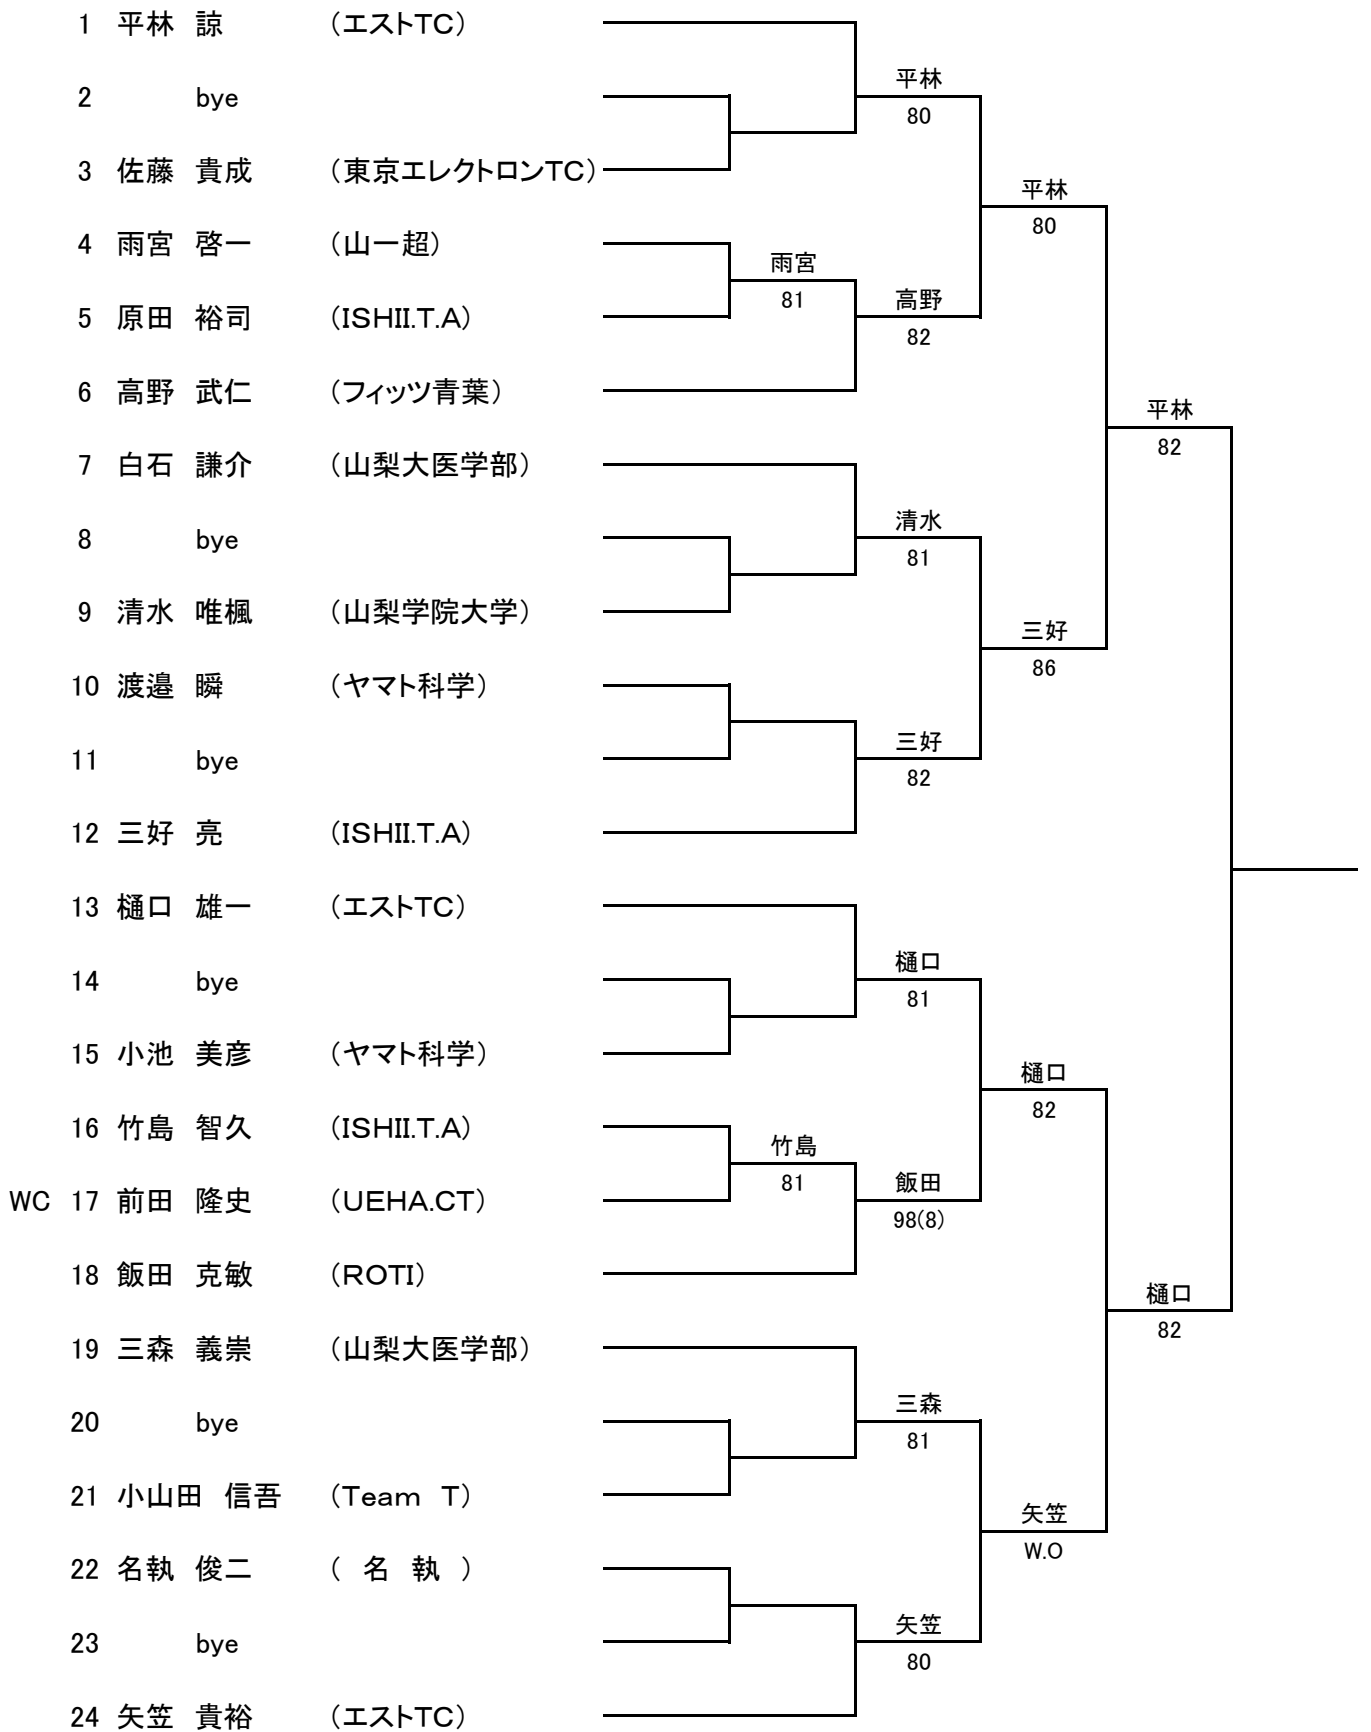 1 平林 諒 (エストTC)
平林
2 bye
80
3 佐藤 貴成 (東京エレクトロンTC)
平林
80
4 雨宮 啓一 (山一超)
雨宮
81
高野
5 原田 裕司 (ISHII.T.A)
82
6 高野 武仁 (フィッツ青葉)
平林
82
7 白石 謙介 (山梨大医学部)
清水
8 bye
81
9 清水 唯楓 (山梨学院大学)
三好
86
10 渡邉 瞬 (ヤマト科学)
三好
11 bye
82
12 三好 亮 (ISHII.T.A)
13 樋口 雄一 (エストTC)
樋口
14 bye
81
15 小池 美彦 (ヤマト科学)
樋口
82
16 竹島 智久 (ISHII.T.A)
竹島
81
飯田
WC 17 前田 隆史 (UEHA.CT)
98(8)
18 飯田 克敏 (ROTI)
樋口
82
19 三森 義崇 (山梨大医学部)
三森
20 bye
81
21 小山田 信吾 (Team T)
矢笠
W.O
22 名執 俊二 ( 名 執 )
矢笠
23 bye
80
24 矢笠 貴裕 (エストTC)